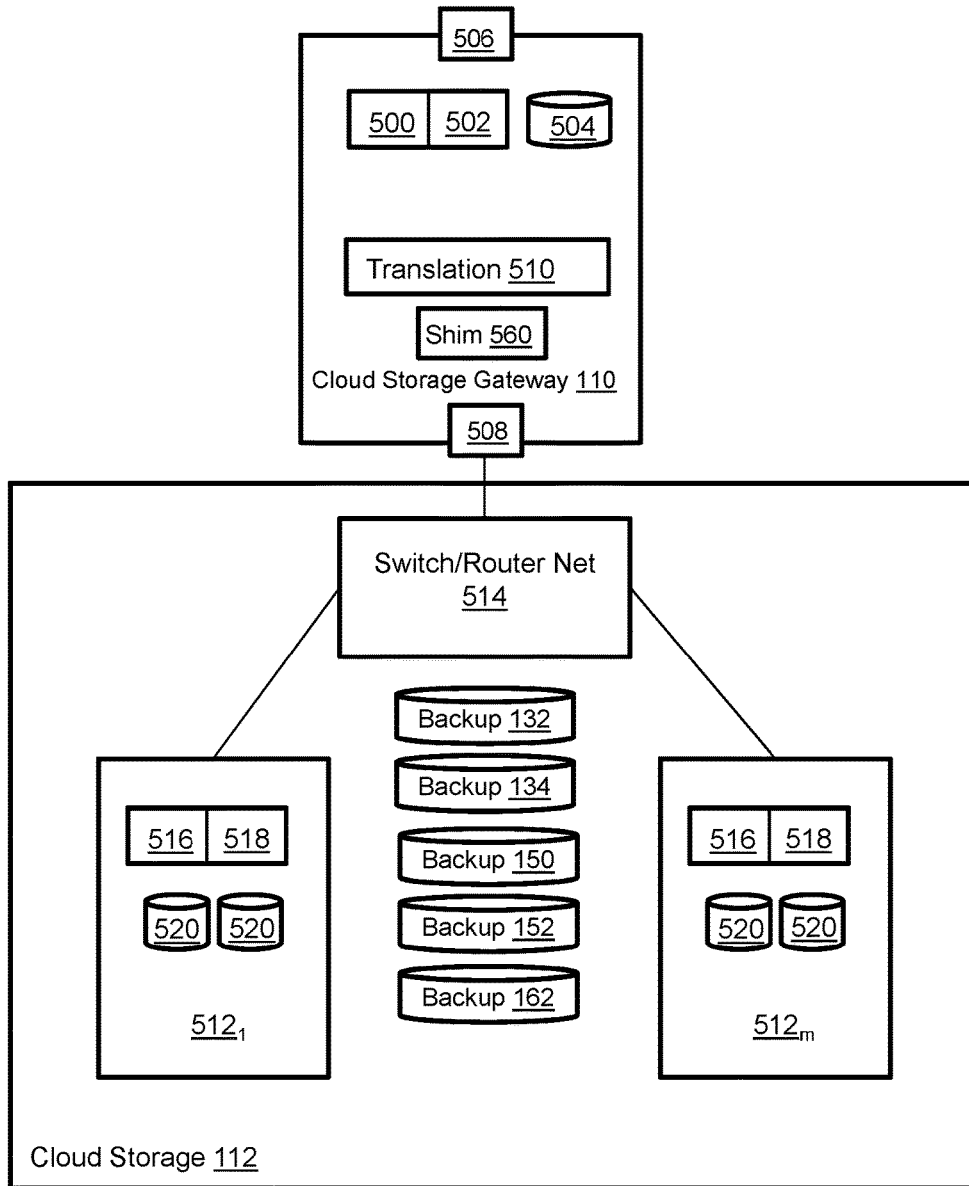 506
500 502 504
Translation 510
Shim 560
Cloud Storage Gateway 110
508
Switch/Router Net
514
Backup 132
Backup 134
Backup 150
Backup 152
Backup 162
516 518
520 520
512₁
516 518
520 520
512ₘ
Cloud Storage 112